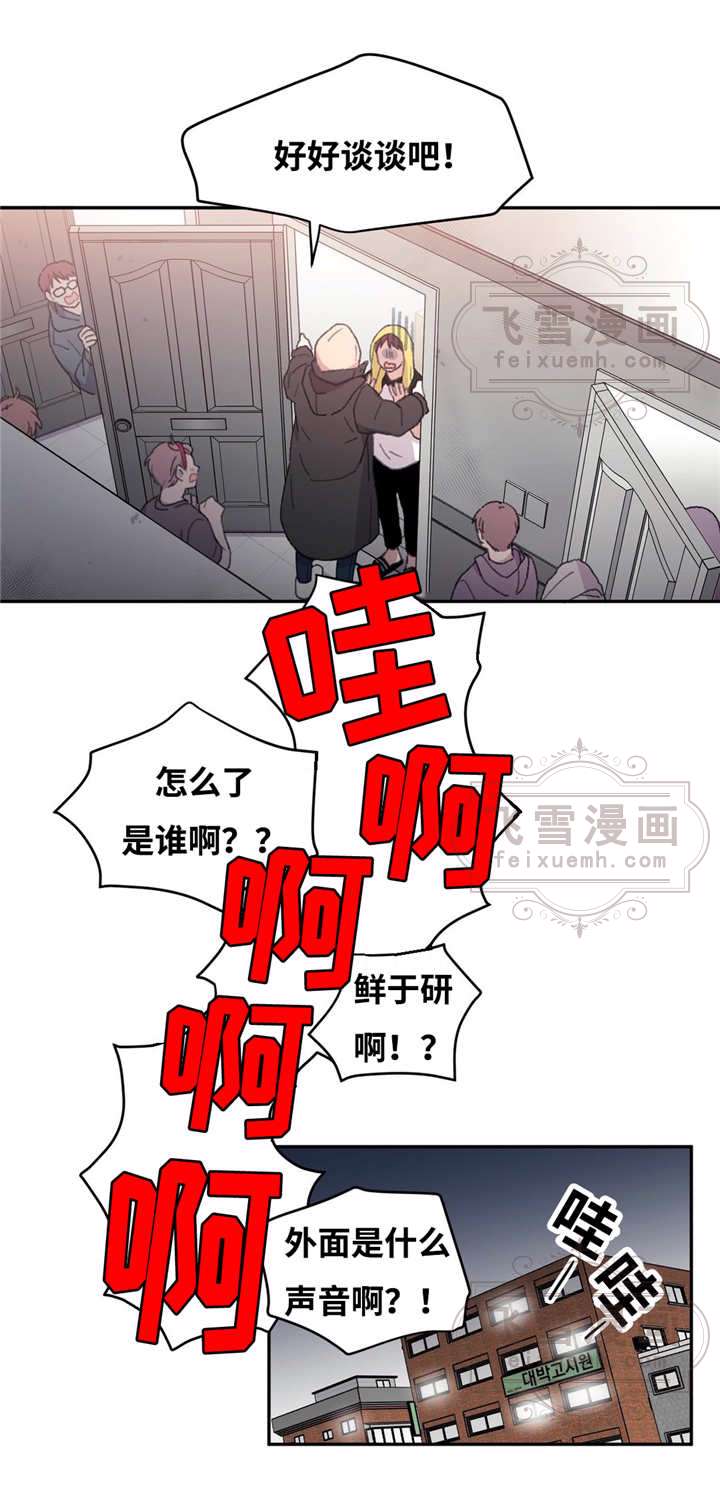 好好谈谈吧！
飞雪漫画
feixuemh.com
哇
啊
啊
啊
啊
怎么了
是谁啊？？
飞雪漫画
feixuemh.com
鲜于研
啊！？
外面是什么
声音啊？！
哇
哇
대박고시원